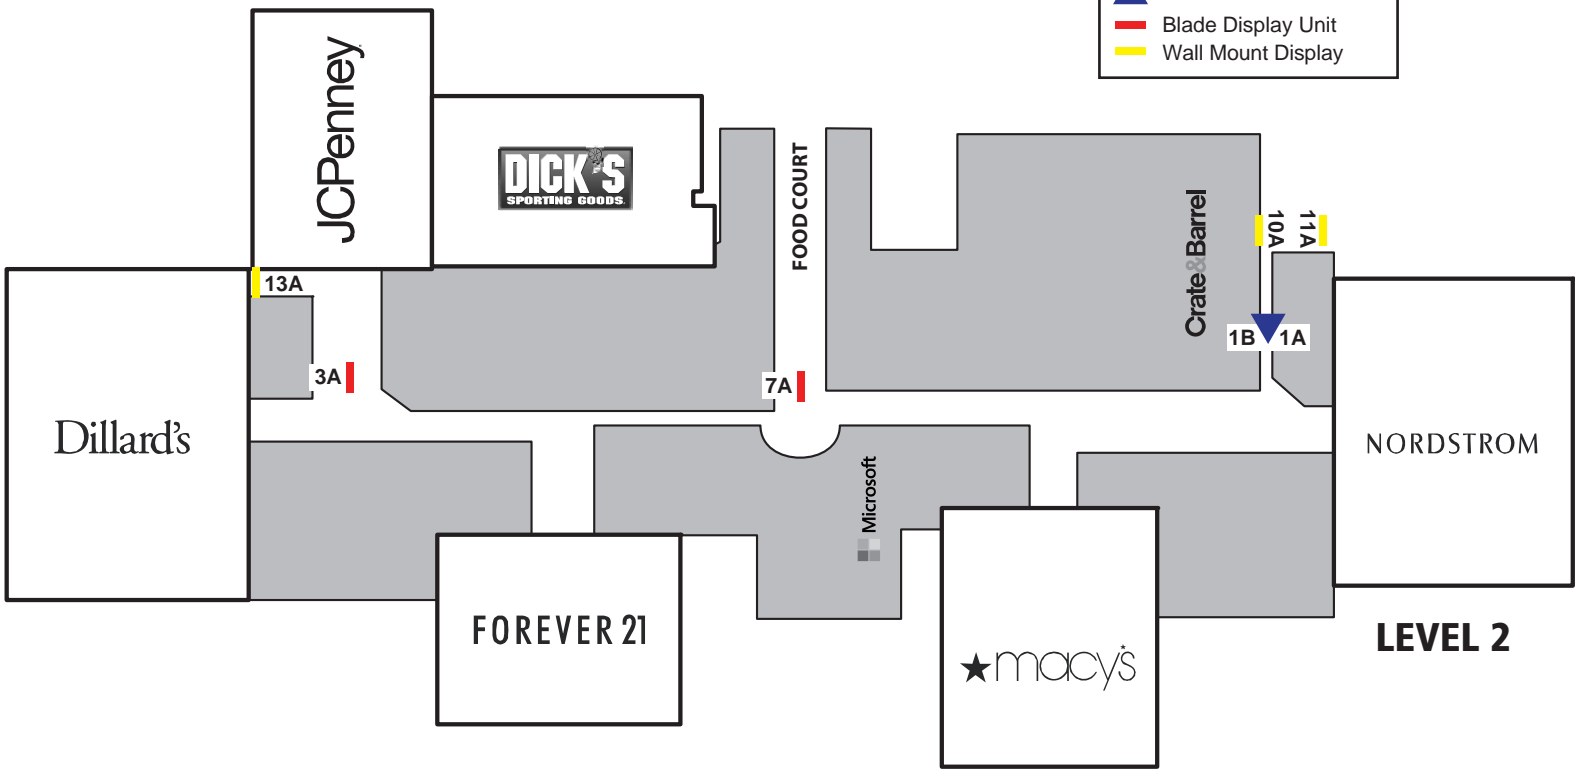 Blade Display Unit
Wall Mount Display
JCPenney
DICK'S
SPORTING GOODS
FOOD COURT
Crate&Barrel
10A
11A
13A
1B
1A
3A
7A
Dillard's
NORDSTROM
Microsoft
FOREVER 21
LEVEL 2
macy's